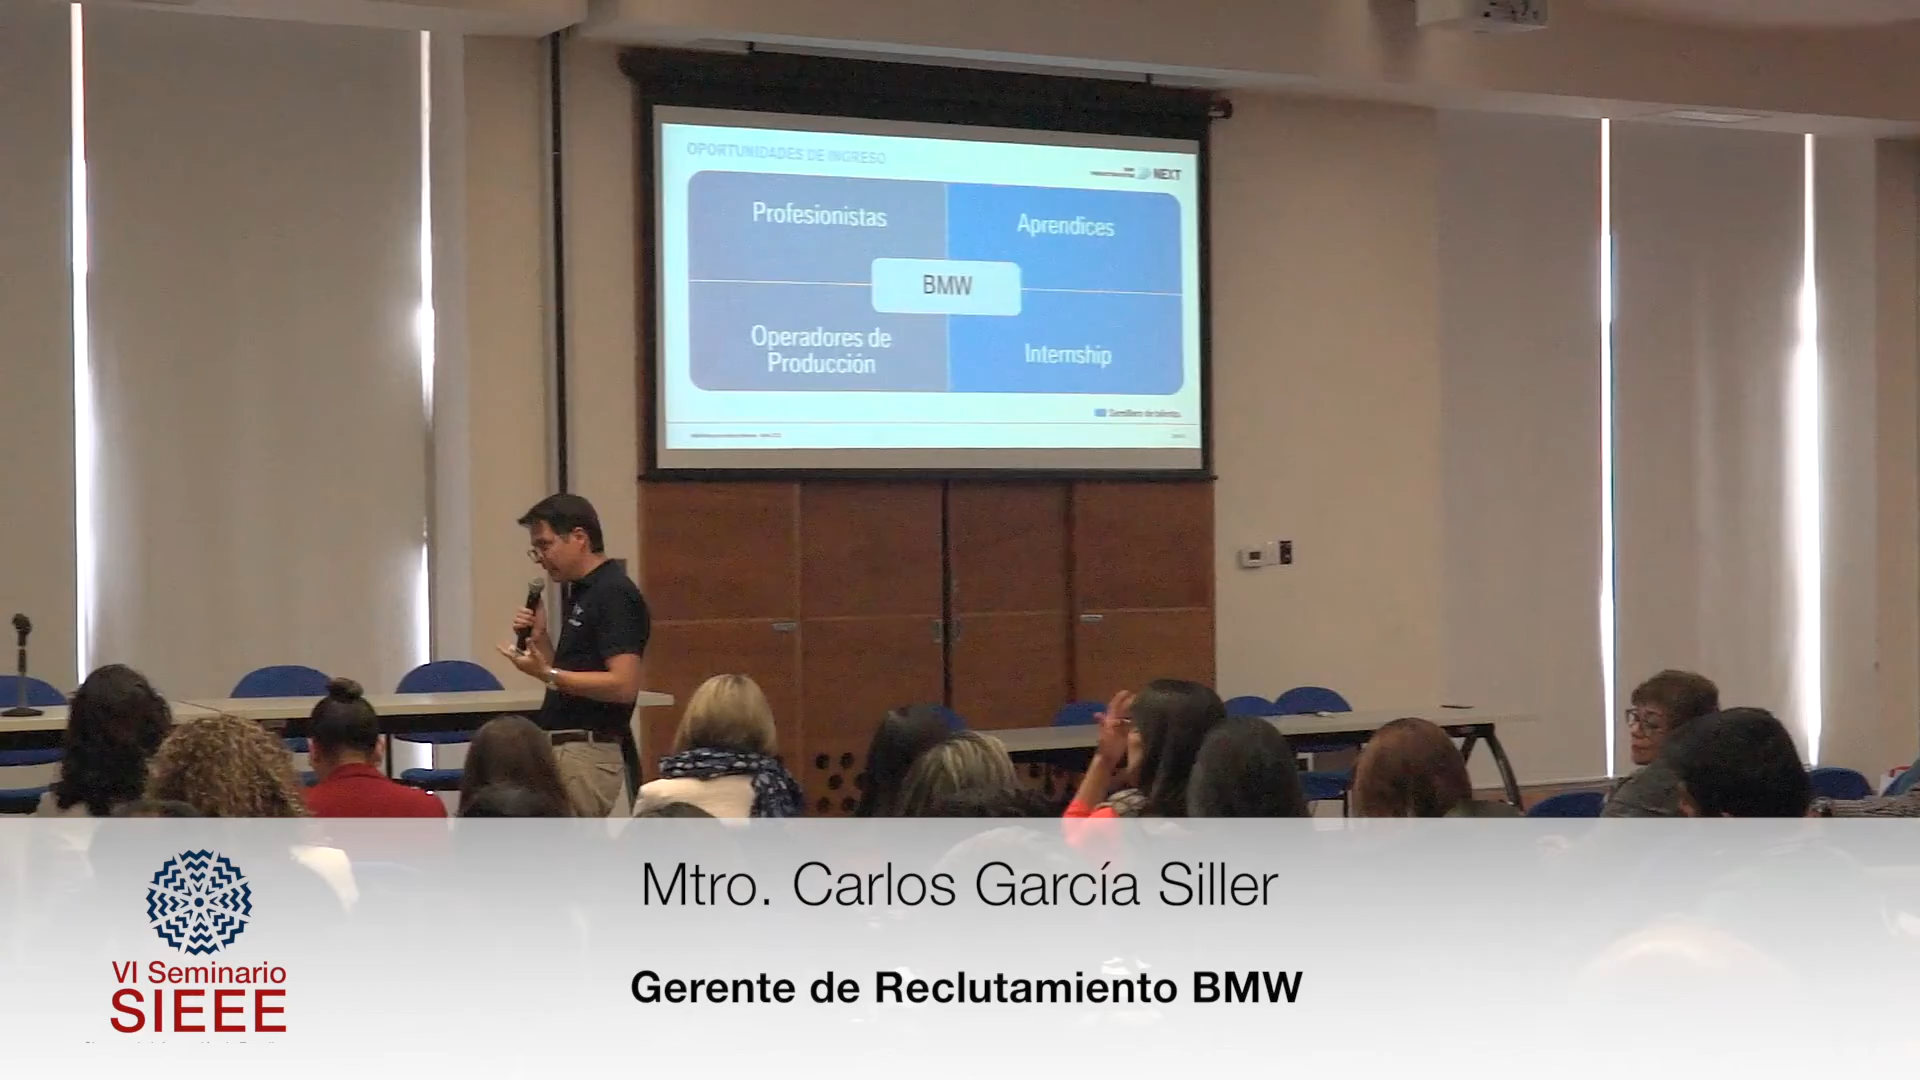 OPORTUNIDADES DE INGRESO
NEXT
Profesionistas
Aprendices
BMW
Operadores de
Producción
Internship
Mtro. Carlos García Siller
Gerente de Reclutamiento BMW
VI Seminario
SIEEE